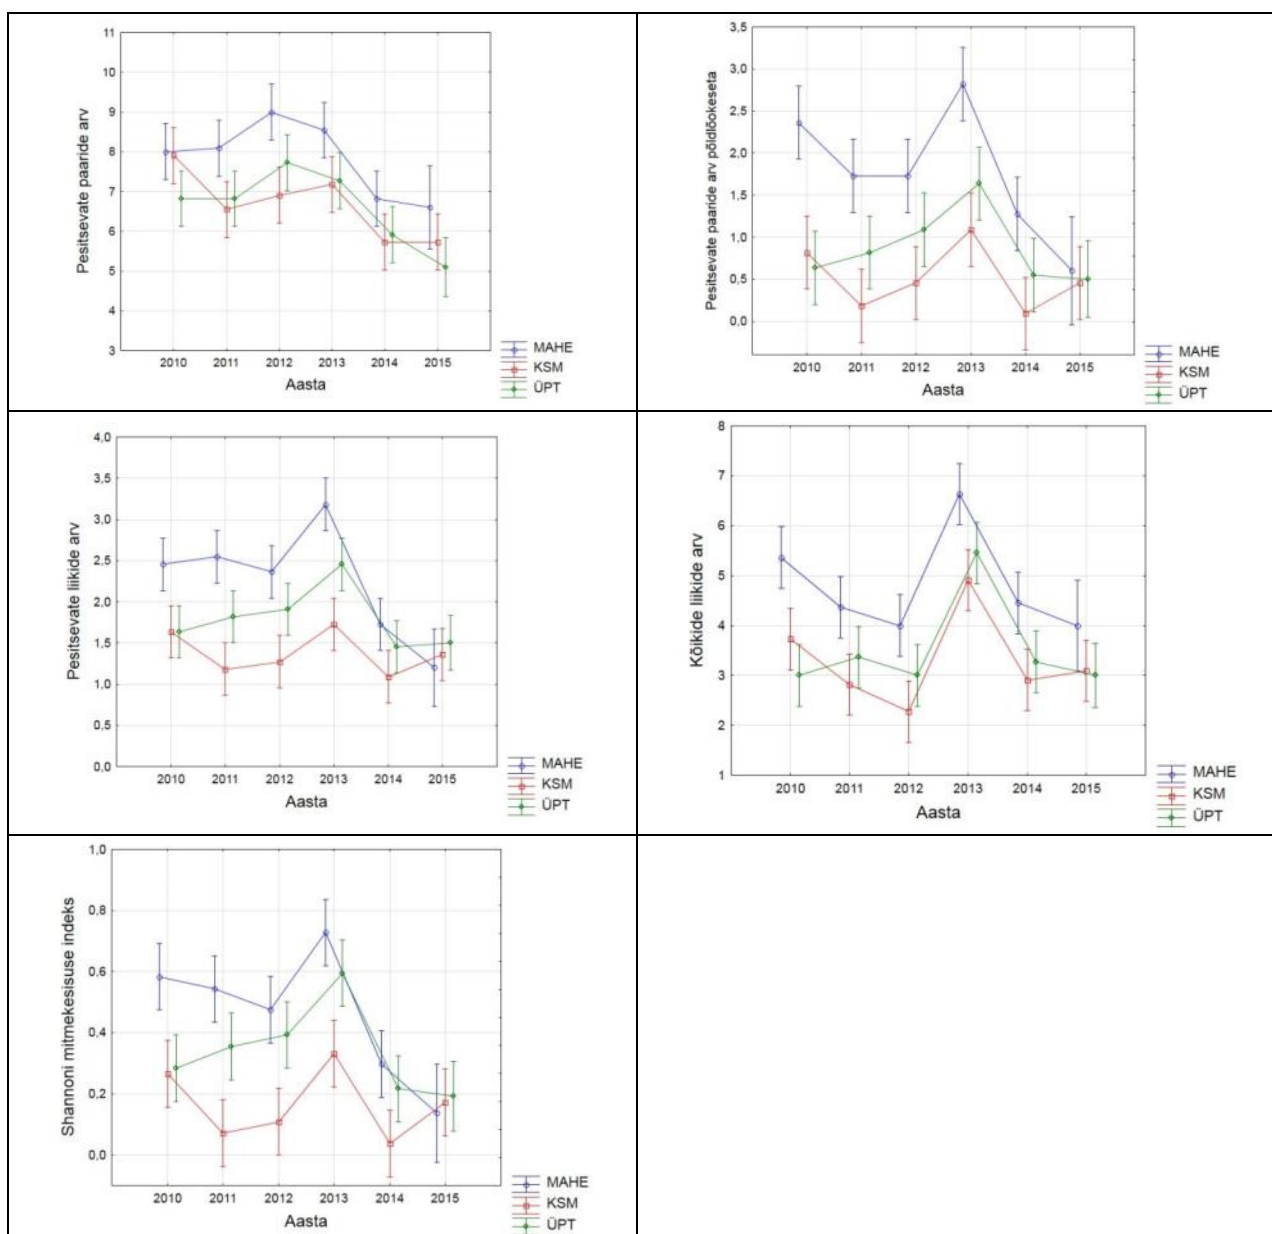 Pesitsevate paaride arv
11
10
9
8
7
6
5
4
3
2010 2011 2012 2013 2014 2015
Aasta
MAHE
KSM
ÜPT
Pesitsevate paaride arv põldlõokeseta
3,5
3,0
2,5
2,0
1,5
1,0
0,5
0,0
2010 2011 2012 2013 2014 2015
Aasta
MAHE
KSM
ÜPT
Pesitsevate liikide arv
4,0
3,5
3,0
2,5
2,0
1,5
1,0
0,5
0,0
2010 2011 2012 2013 2014 2015
Aasta
MAHE
KSM
ÜPT
Kõikide liikide arv
8
7
6
5
4
3
2
1
2010 2011 2012 2013 2014 2015
Aasta
MAHE
KSM
ÜPT
Shannoni mitmekesisuse indeks
1,0
0,8
0,6
0,4
0,2
0,0
2010 2011 2012 2013 2014 2015
Aasta
MAHE
KSM
ÜPT